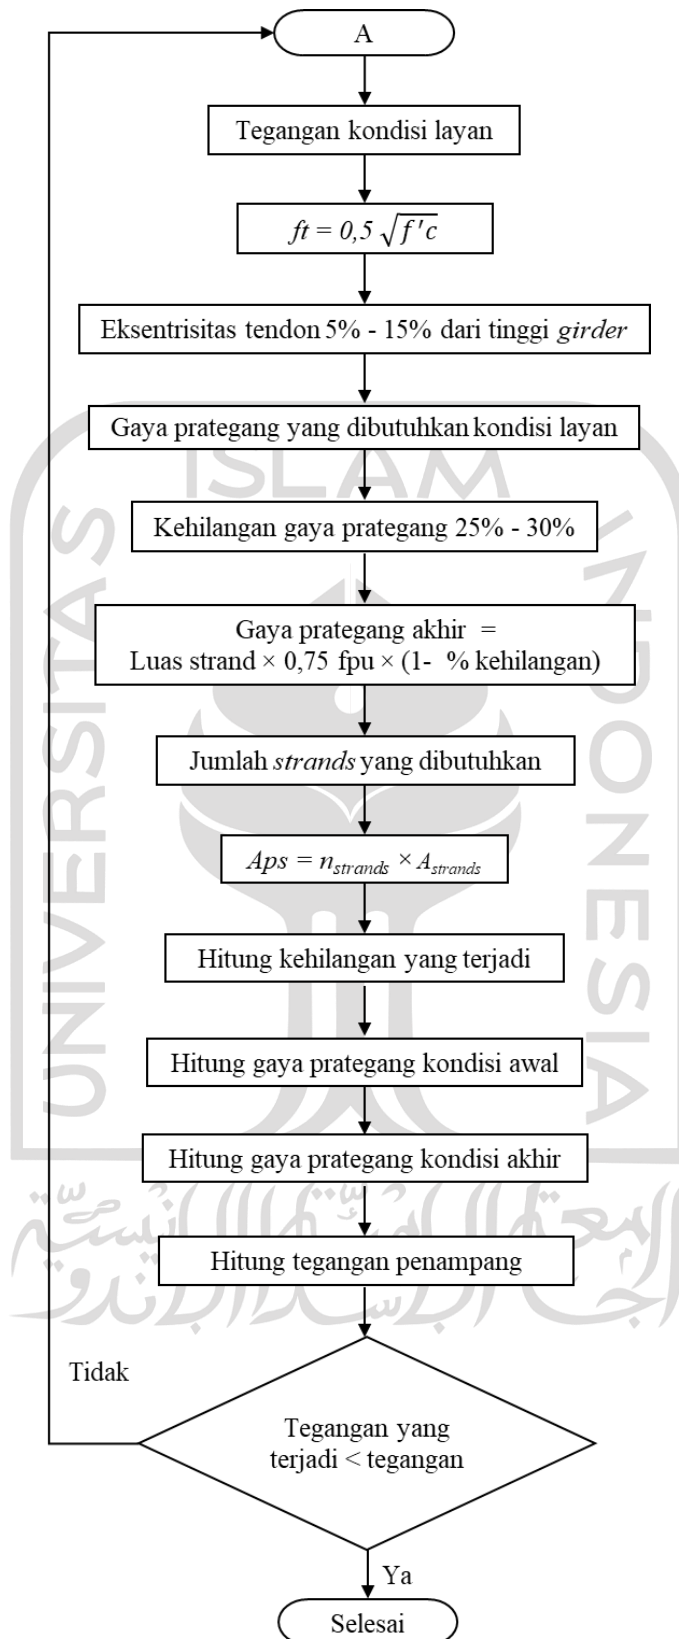 A
Tegangan kondisi layan
ft = 0,5 √f'c
Eksentrisitas tendon 5% - 15% dari tinggi girder
Gaya prategang yang dibutuhkan kondisi layan
ISLAM
UNIVERSITAS
INDONESIA
Kehilangan gaya prategang 25% - 30%
Gaya prategang akhir =
Luas strand × 0,75 fpu × (1- % kehilangan)
Jumlah strands yang dibutuhkan
Aps = nstrands × Astrands
Hitung kehilangan yang terjadi
Hitung gaya prategang kondisi awal
Hitung gaya prategang kondisi akhir
Hitung tegangan penampang
Tidak
Tegangan yang
terjadi < tegangan
Ya
Selesai